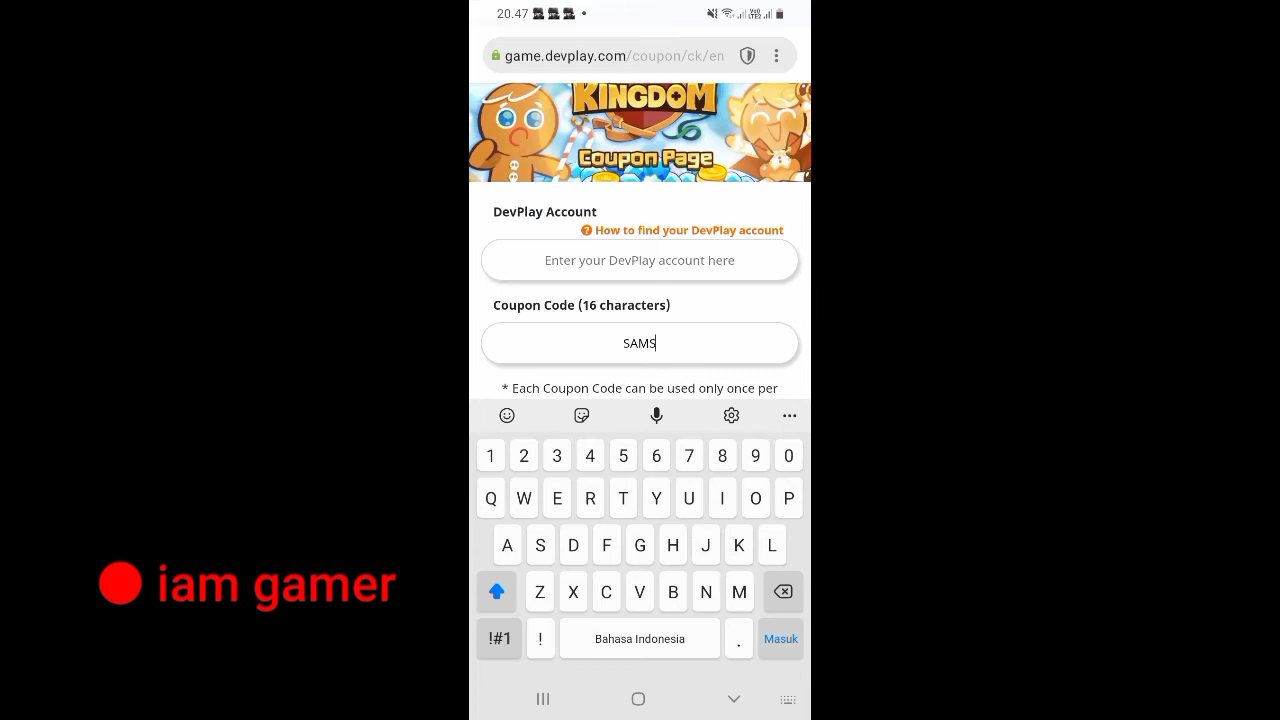 20.47
game.devplay.com/coupon/ck/en
KINGDOM
Coupon Page
DevPlay Account
? How to find your DevPlay account
Enter your DevPlay account here
Coupon Code (16 characters)
SAMS
* Each Coupon Code can be used only once per
1 2 3 4 5 6 7 8 9 0
Q W E R T Y U I O P
A S D F G H J K L
iam gamer
Z X C V B N M
!#1 ! Bahasa Indonesia . Masuk